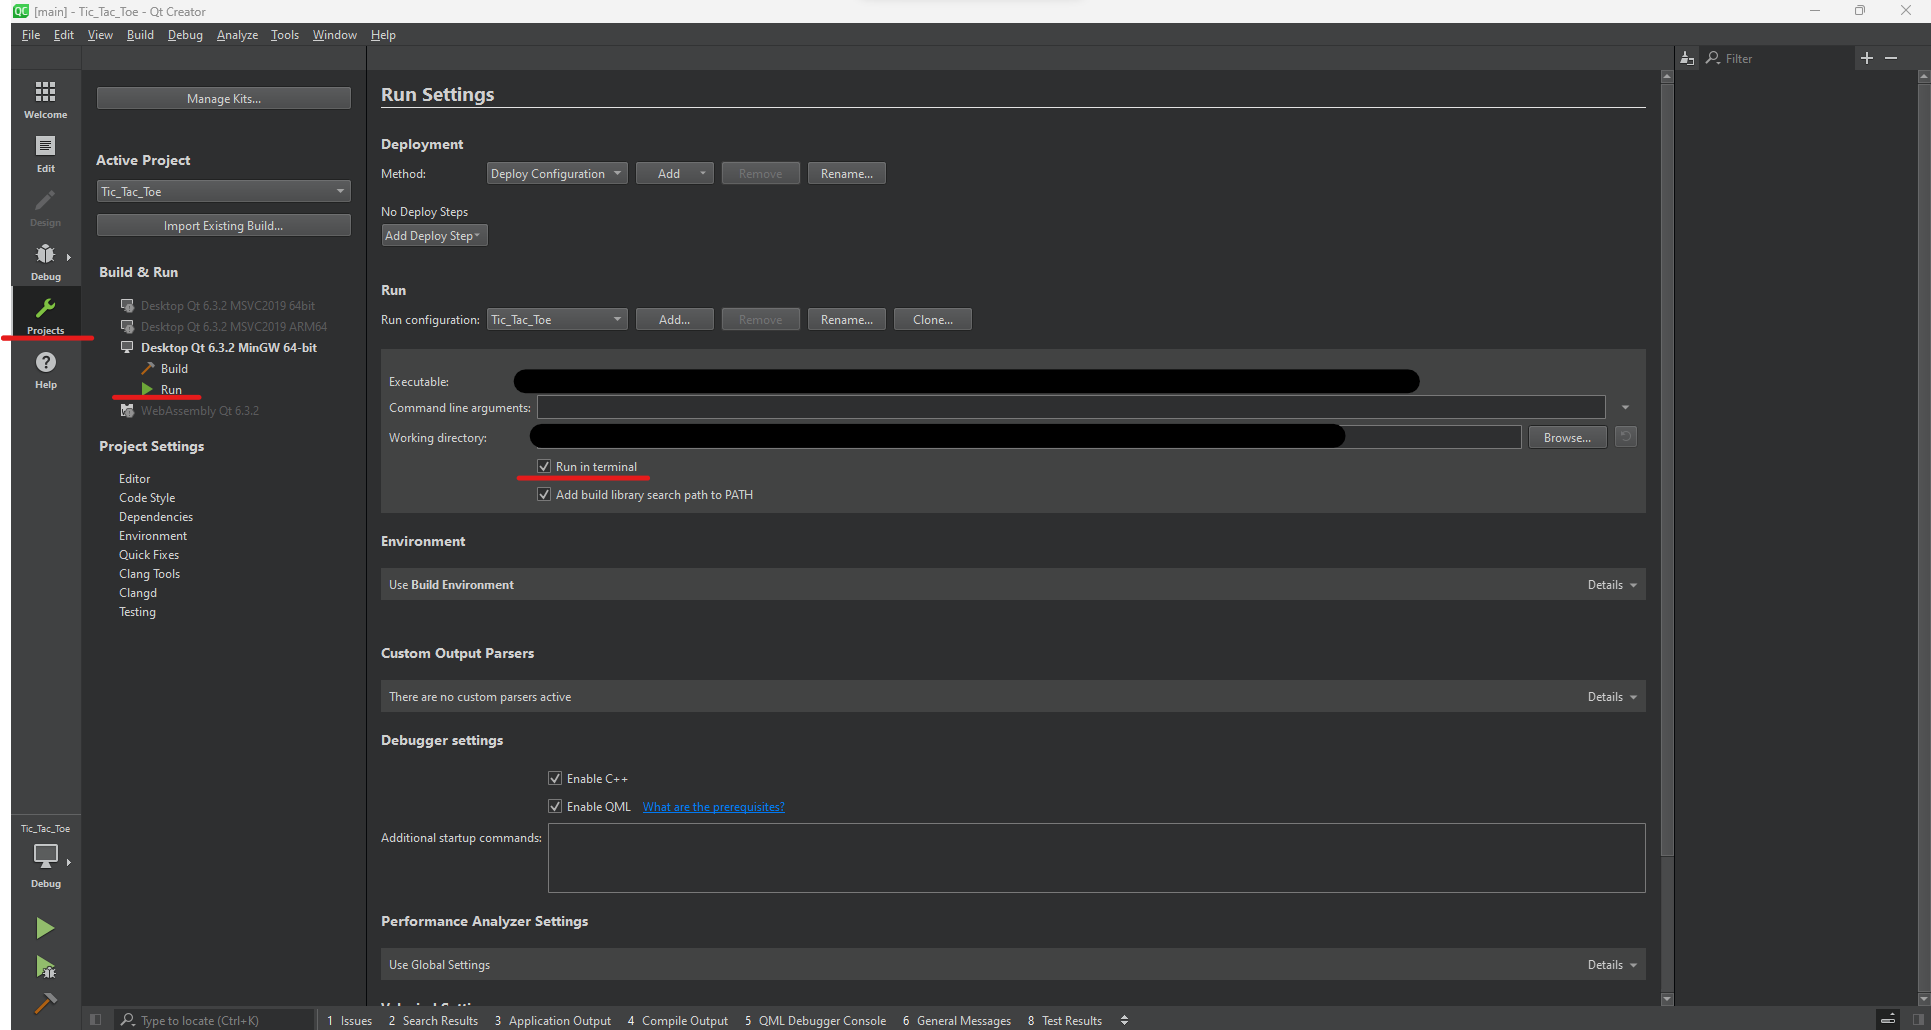 QC [main] - Tic_Tac_Toe - Qt Creator
File Edit View Build Debug Analyze Tools Window Help
Filter
Welcome
Edit
Design
Debug
Projects
Help
Manage Kits...
Active Project
Tic_Tac_Toe
Import Existing Build...
Build & Run
Desktop Qt 6.3.2 MSVC2019 64bit
Desktop Qt 6.3.2 MSVC2019 ARM64
Desktop Qt 6.3.2 MinGW 64-bit
Build
Run
WebAssembly Qt 6.3.2
Project Settings
Editor
Code Style
Dependencies
Environment
Quick Fixes
Clang Tools
Clangd
Testing
Run Settings
Deployment
Method: Deploy Configuration Add Remove Rename...
No Deploy Steps
Add Deploy Step
Run
Run configuration: Tic_Tac_Toe Add... Remove Rename... Clone...
Executable:
Command line arguments:
Working directory: Browse...
Run in terminal
Add build library search path to PATH
Environment
Use Build Environment Details
Custom Output Parsers
There are no custom parsers active Details
Debugger settings
Enable C++
Enable QML What are the prerequisites?
Additional startup commands:
Performance Analyzer Settings
Use Global Settings Details
Tic_Tac_Toe
Debug
Type to locate (Ctrl+K) 1 Issues 2 Search Results 3 Application Output 4 Compile Output 5 QML Debugger Console 6 General Messages 8 Test Results